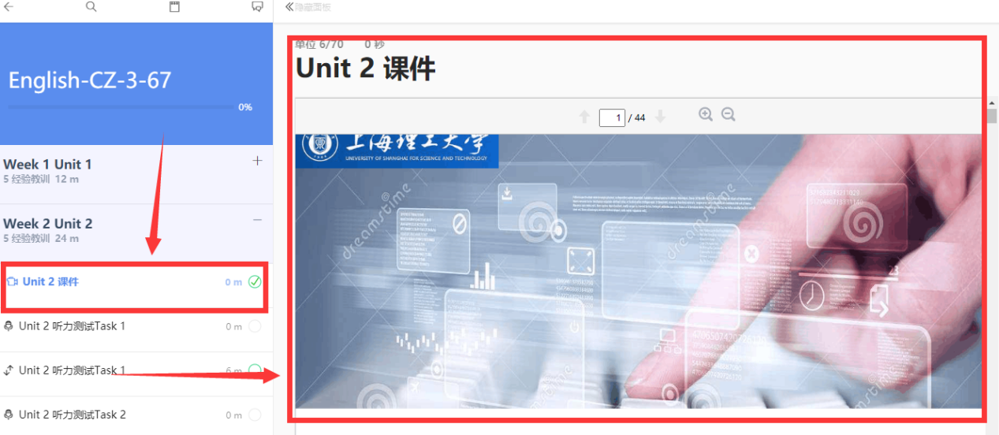 隐藏面板
English-CZ-3-67
0%
Week 1 Unit 1
5 经验教训 12 m
Week 2 Unit 2
5 经验教训 24 m
Unit 2 课件
0 m
Unit 2 听力测试Task 1
0 m
Unit 2 听力测试Task 1
6 m
Unit 2 听力测试Task 2
0 m
单位 6/70 0 秒
Unit 2 课件
1 / 44
上海理工大学
UNIVERSITY OF SHANGHAI FOR SCIENCE AND TECHNOLOGY
dreamstime
dreamstime
dreamstime
23